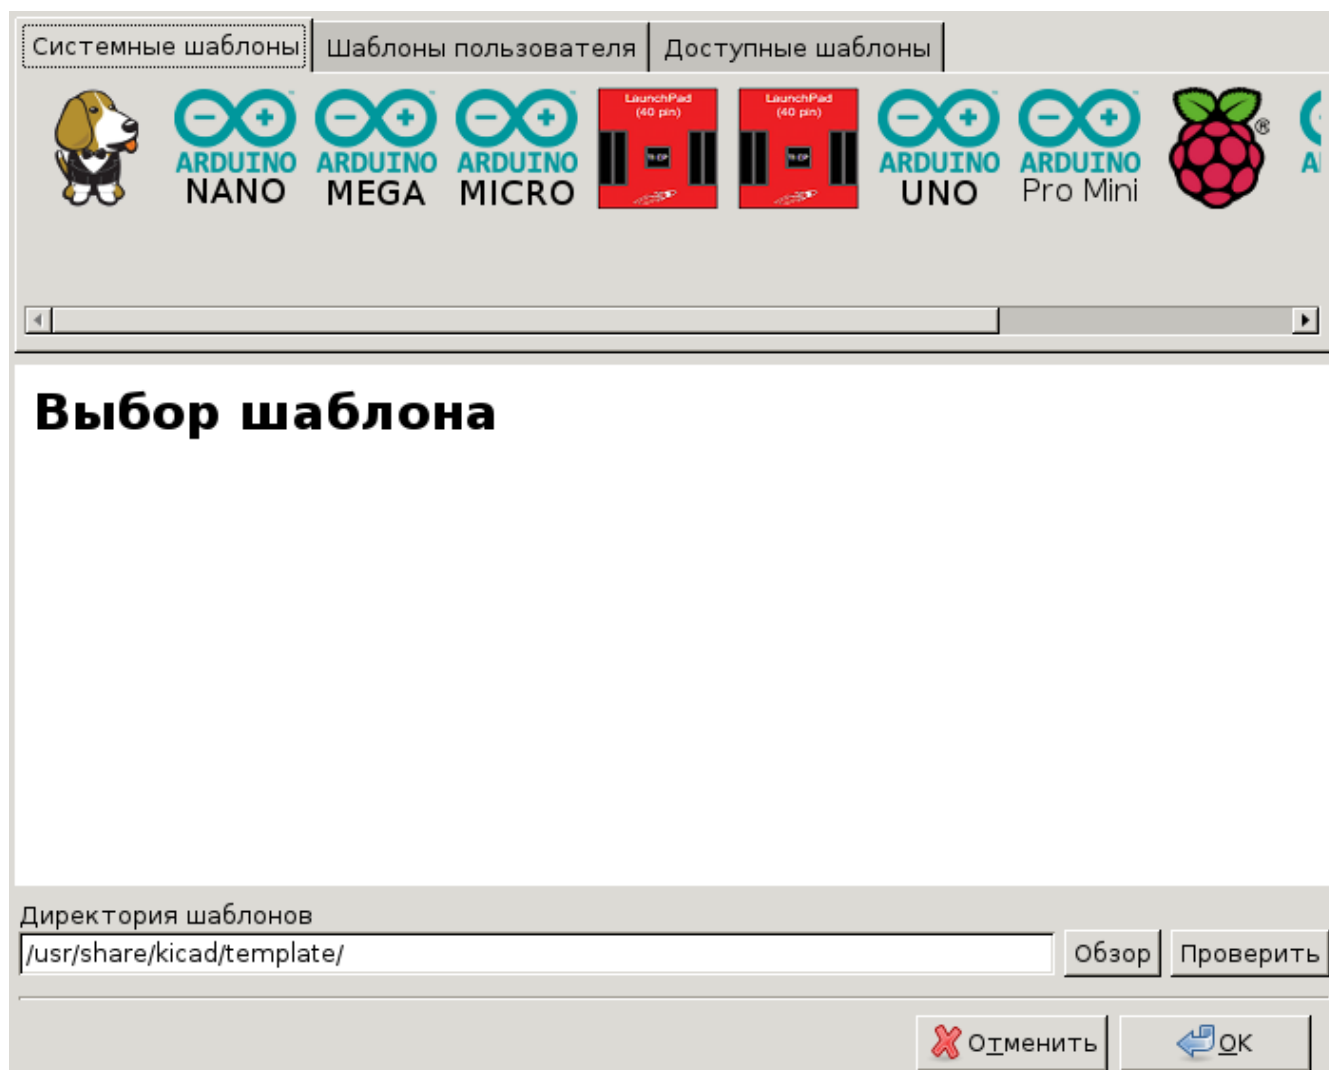 Системные шаблоны Шаблоны пользователя Доступные шаблоны
LaunchPad LaunchPad
(40 pin) (40 pin)
ARDUINO ARDUINO ARDUINO ARDUINO ARDUINO
NANO MEGA MICRO UNO Pro Mini
Выбор шаблона
Директория шаблонов
/usr/share/kicad/template/ Обзор Проверить
Отменить OK